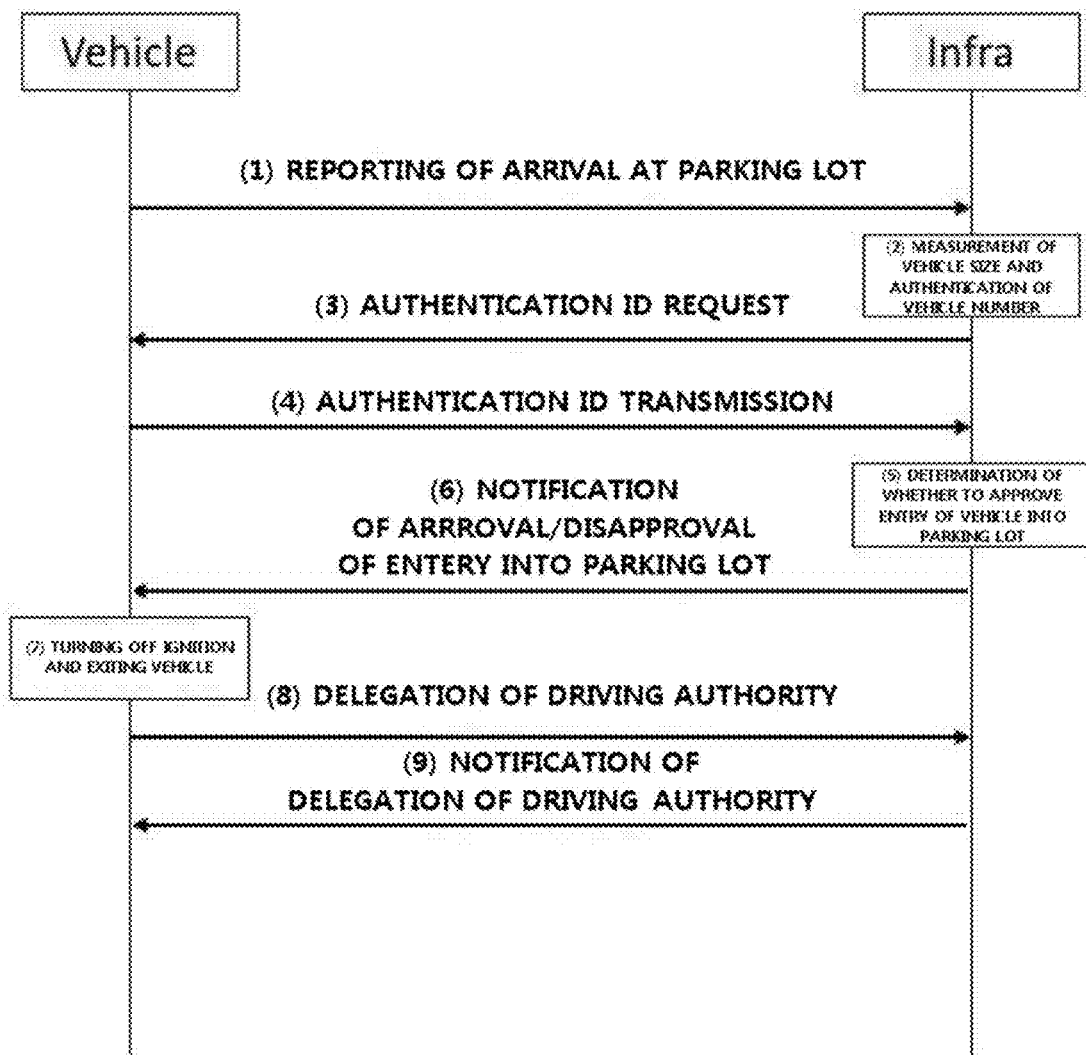 Vehicle
Infra
(1) REPORTING OF ARRIVAL AT PARKING LOT
(2) MEASUREMENT OF
VEHICLE SIZE AND
AUTHENTICATION OF
VEHICLE NUMBER
(3) AUTHENTICATION ID REQUEST
(4) AUTHENTICATION ID TRANSMISSION
(5) DETERMINATION OF
WHETHER TO APPROVE
ENTRY OF VEHICLE INTO
PARKING LOT
(6) NOTIFICATION
OF ARRROVAL/DISAPPROVAL
OF ENTERY INTO PARKING LOT
(7) TURNING OFF IGNITION
AND EXITING VEHICLE
(8) DELEGATION OF DRIVING AUTHORITY
(9) NOTIFICATION OF
DELEGATION OF DRIVING AUTHORITY